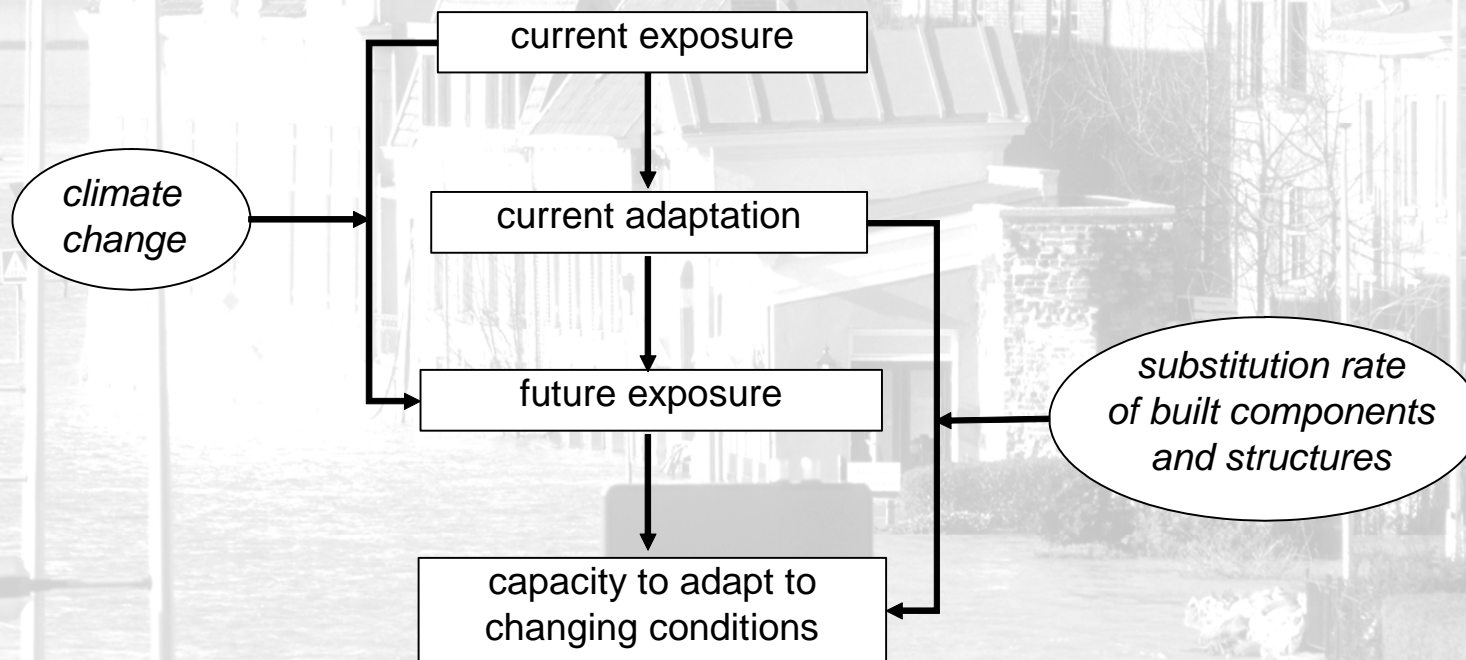 current exposure
climate
change
current adaptation
future exposure
substitution rate
of built components
and structures
capacity to adapt to
changing conditions